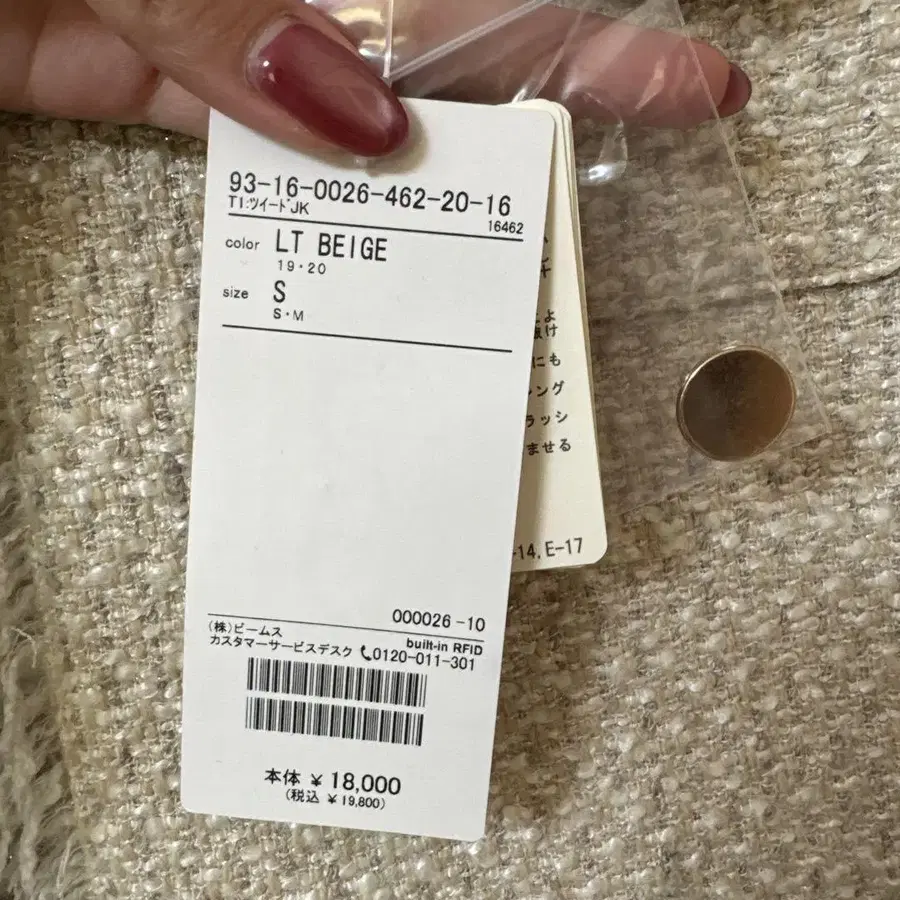 93-16-0026-462-20-16
T1:ツイードJK
16462
color LT BEIGE
19・20
size S
S・M
000026 -10
(株)ビームス
built-in RFID
カスタマーサービスデスク 0120-011-301
本体 ¥ 18,000
(税込 ¥ 19,800)
にも
ング
ラッシ
ませる
-14, E-17